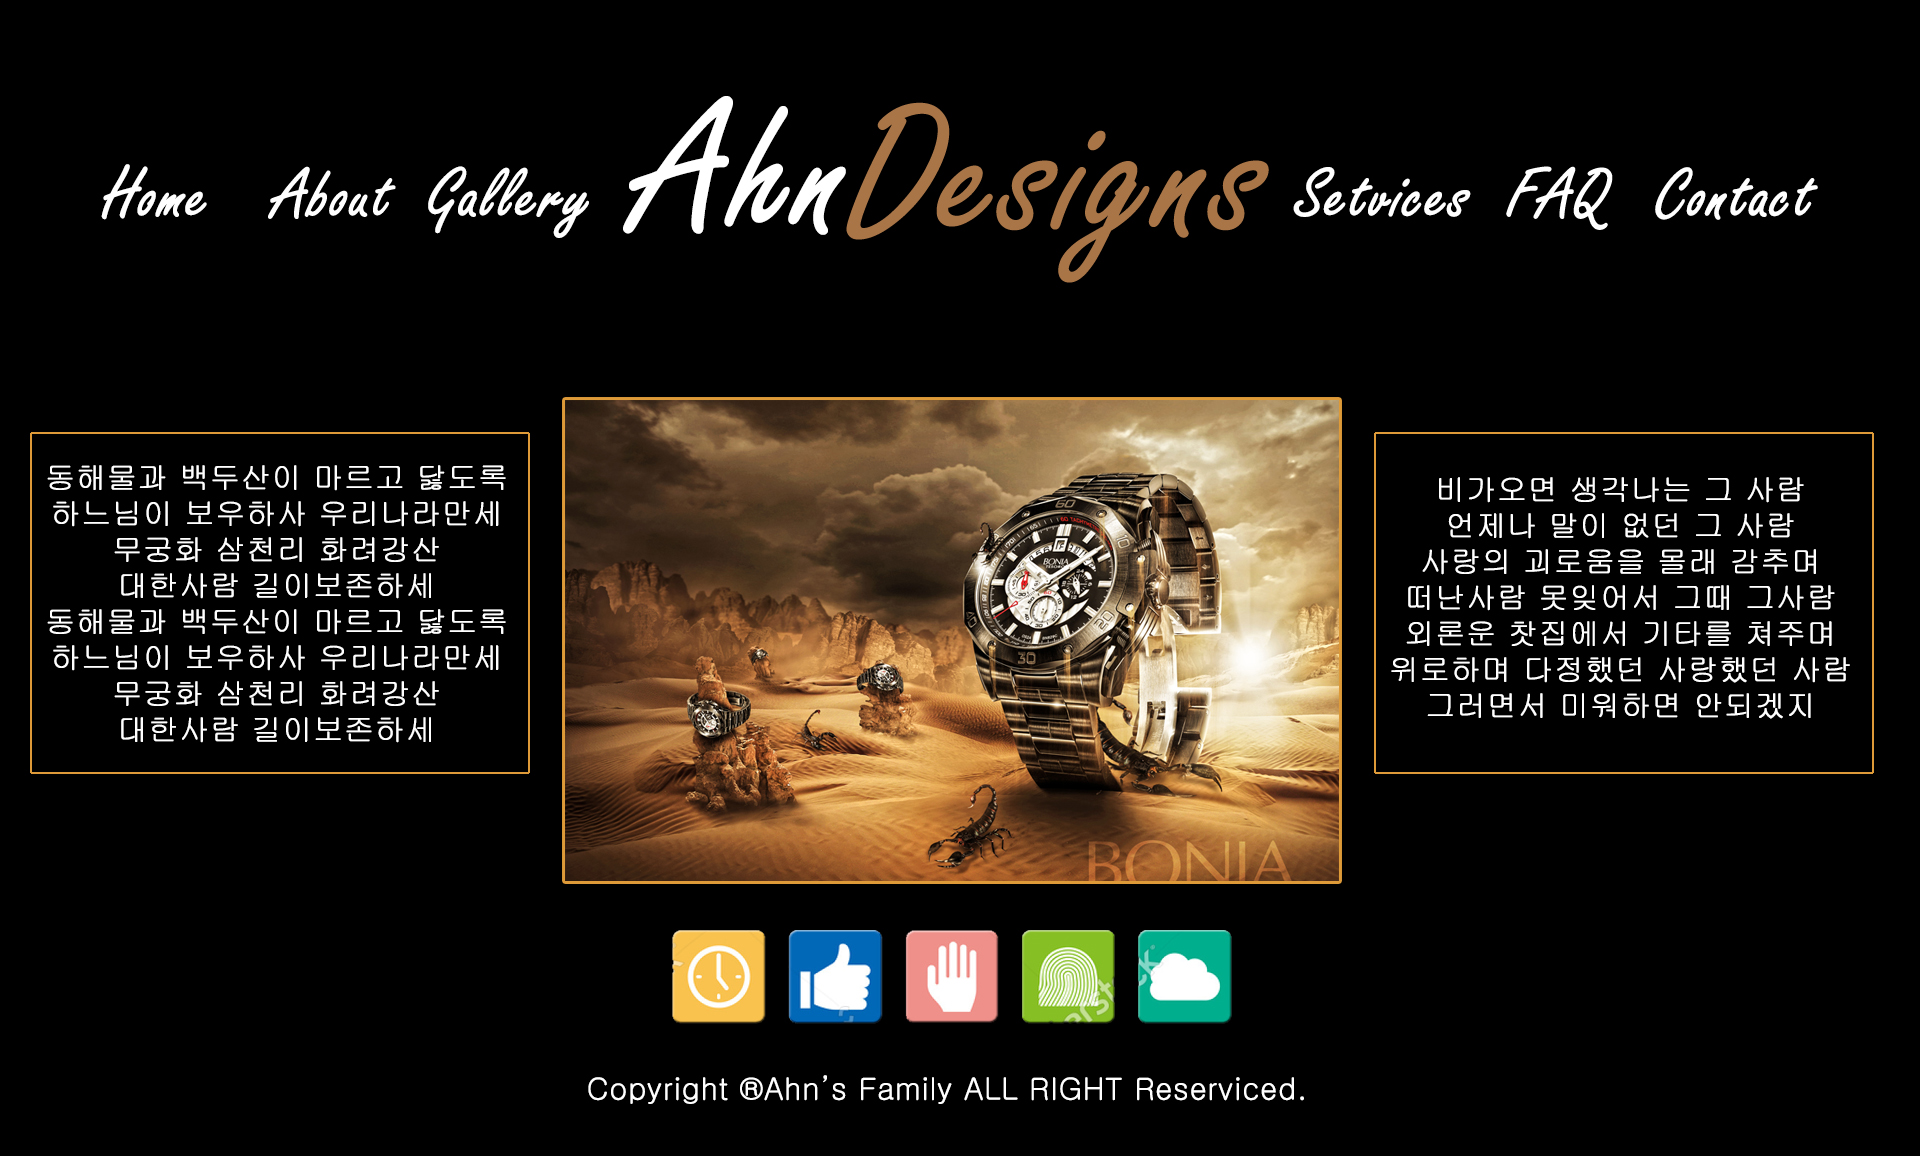 Home About Gallery AhnDesigns Setvices FAQ Contact
동해물과 백두산이 마르고 닳도록
하느님이 보우하사 우리나라만세
무궁화 삼천리 화려강산
대한사람 길이보존하세
동해물과 백두산이 마르고 닳도록
하느님이 보우하사 우리나라만세
무궁화 삼천리 화려강산
대한사람 길이보존하세
60
10
20
30
BONIA
BONIA
비가오면 생각나는 그 사람
언제나 말이 없던 그 사람
사랑의 괴로움을 몰래 감추며
떠난사람 못잊어서 그때 그사람
외론운 찻집에서 기타를 쳐주며
위로하며 다정했던 사랑했던 사람
그러면서 미워하면 안되겠지
Copyright ®Ahn's Family ALL RIGHT Reserviced.